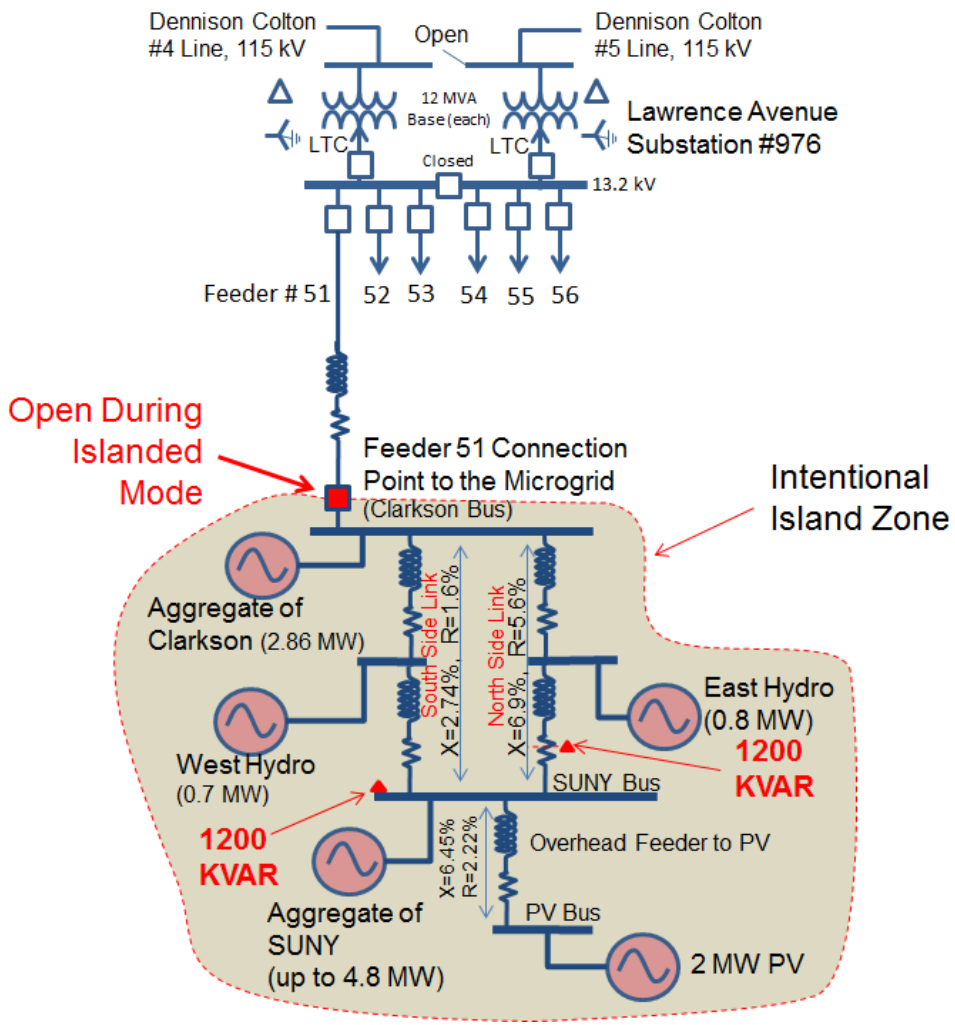 Dennison Colton
#4 Line, 115 kV
Open
Dennison Colton
#5 Line, 115 kV
12 MVA
Base (each)
LTC
LTC
Lawrence Avenue
Substation #976
Closed
13.2 kV
Feeder # 51
52
53
54
55
56
Open During
Islanded
Mode
Feeder 51 Connection
Point to the Microgrid
(Clarkson Bus)
Intentional
Island Zone
Aggregate of
Clarkson (2.86 MW)
South Side Link
X=2.74%, R=1.6%
North Side Link
X=6.9%, R=5.6%
East Hydro
(0.8 MW)
1200
KVAR
West Hydro
(0.7 MW)
SUNY Bus
1200
KVAR
X=6.45%
R=2.22%
Overhead Feeder to PV
Aggregate of
SUNY
(up to 4.8 MW)
PV Bus
2 MW PV